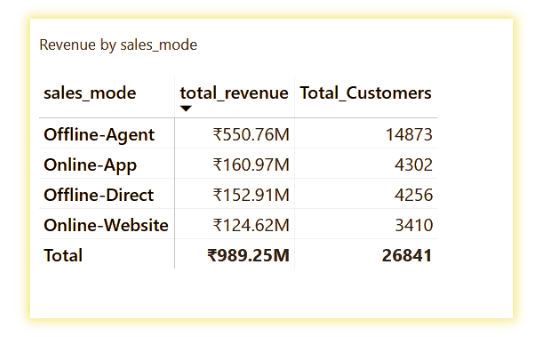 Revenue by sales_mode
sales_mode total_revenue Total_Customers
Offline-Agent ₹550.76M 14873
Online-App ₹160.97M 4302
Offline-Direct ₹152.91M 4256
Online-Website ₹124.62M 3410
Total ₹989.25M 26841